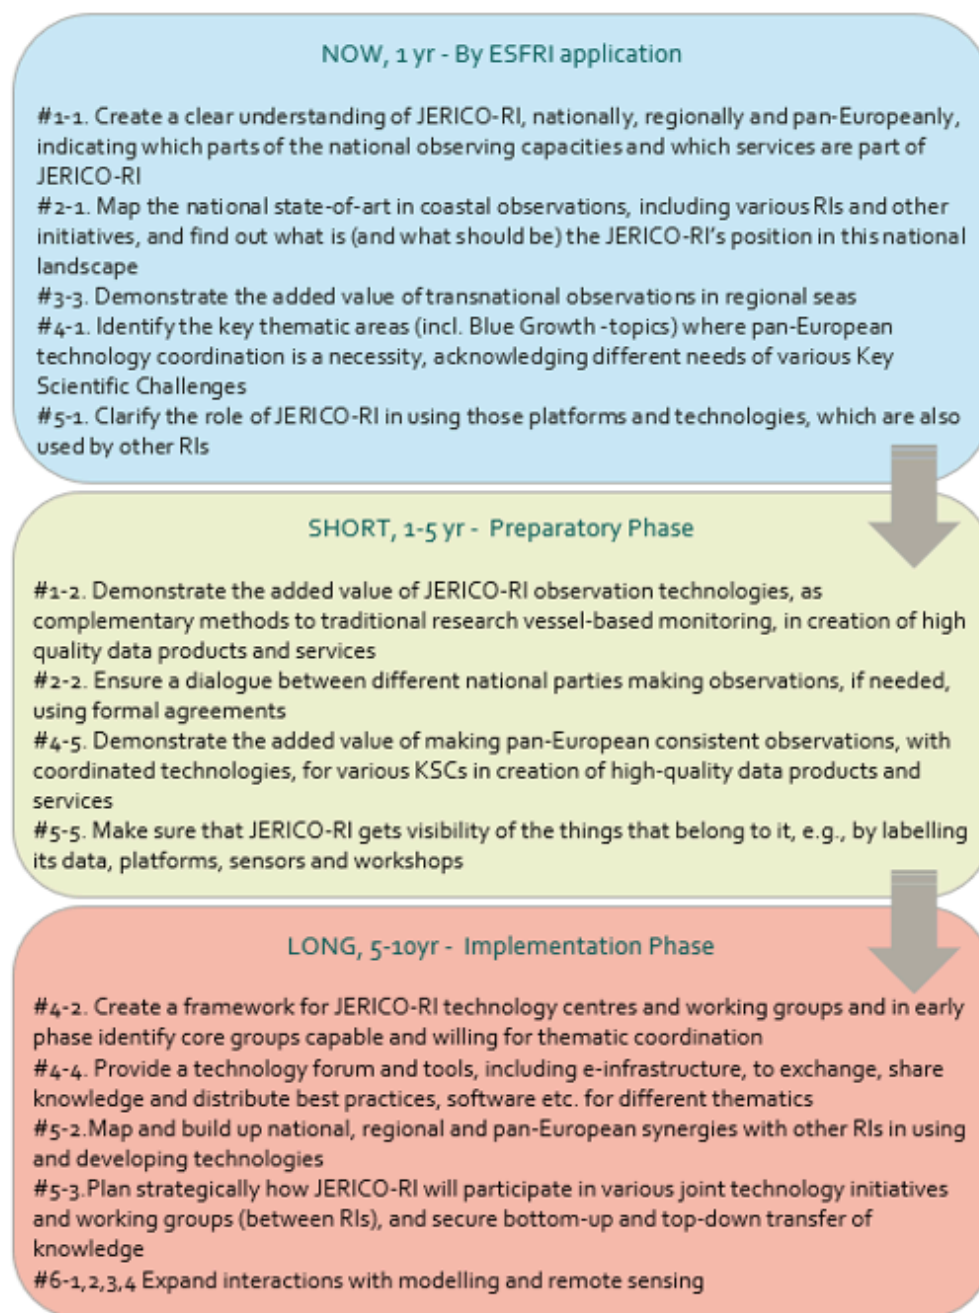 NOW, 1 yr - By ESFRI application
#1-1. Create a clear understanding of JERICO-RI, nationally, regionally and pan-Europeanly,
indicating which parts of the national observing capacities and which services are part of
JERICO-RI
#2-1. Map the national state-of-art in coastal observations, including various RIs and other
initiatives, and find out what is (and what should be) the JERICO-RI's position in this national
landscape
#3-3. Demonstrate the added value of transnational observations in regional seas
#4-1. Identify the key thematic areas (incl. Blue Growth -topics) where pan-European
technology coordination is a necessity, acknowledging different needs of various Key
Scientific Challenges
#5-1. Clarify the role of JERICO-RI in using those platforms and technologies, which are also
used by other RIs
SHORT, 1-5 yr - Preparatory Phase
#1-2. Demonstrate the added value of JERICO-RI observation technologies, as
complementary methods to traditional research vessel-based monitoring, in creation of high
quality data products and services
#2-2. Ensure a dialogue between different national parties making observations, if needed,
using formal agreements
#4-5. Demonstrate the added value of making pan-European consistent observations, with
coordinated technologies, for various KSCs in creation of high-quality data products and
services
#5-5. Make sure that JERICO-RI gets visibility of the things that belong to it, e.g., by labelling
its data, platforms, sensors and workshops
LONG, 5-10yr - Implementation Phase
#4-2. Create a framework for JERICO-RI technology centres and working groups and in early
phase identify core groups capable and willing for thematic coordination
#4-4. Provide a technology forum and tools, including e-infrastructure, to exchange, share
knowledge and distribute best practices, software etc. for different thematics
#5-2.Map and build up national, regional and pan-European synergies with other RIs in using
and developing technologies
#5-3.Plan strategically how JERICO-RI will participate in various joint technology initiatives
and working groups (between RIs), and secure bottom-up and top-down transfer of
knowledge
#6-1,2,3,4 Expand interactions with modelling and remote sensing